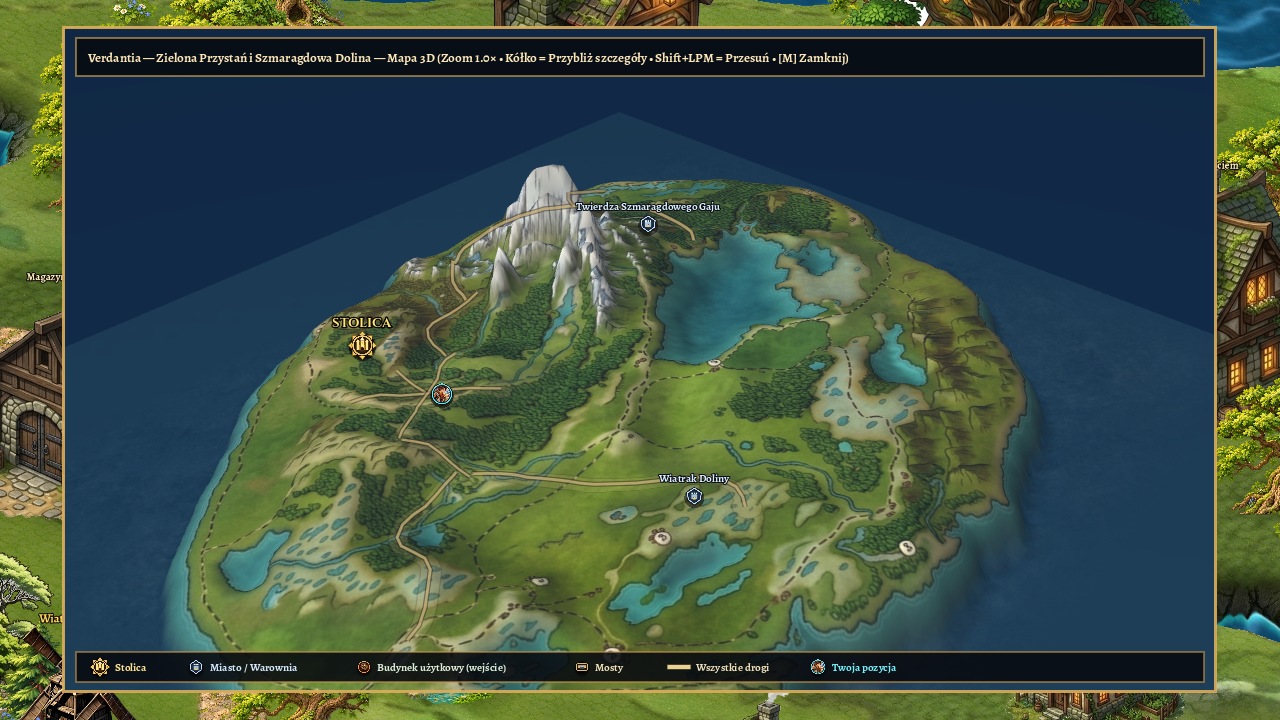 Verdantia — Zielona Przystań i Szmaragdowa Dolina — Mapa 3D (Zoom 1.0× • Kółko = Przybliż szczegóły • Shift+LPM = Przesuń • [M] Zamknij)
Twierdza Szmaragdowego Gaju
STOLICA
Wiatrak Doliny
Stolica
Miasto / Warownia
Budynek użytkowy (wejście)
Mosty
Wszystkie drogi
Twoja pozycja